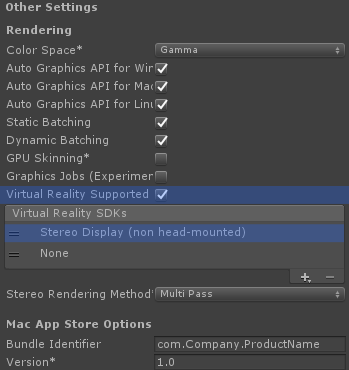 Other Settings
Rendering
Color Space* Gamma
Auto Graphics API for Win
Auto Graphics API for Mac
Auto Graphics API for Linu
Static Batching
Dynamic Batching
GPU Skinning*
Graphics Jobs (Experimen
Virtual Reality Supported
Virtual Reality SDKs
Stereo Display (non head-mounted)
None
+ −
Stereo Rendering Method* Multi Pass
Mac App Store Options
Bundle Identifier com.Company.ProductName
Version* 1.0